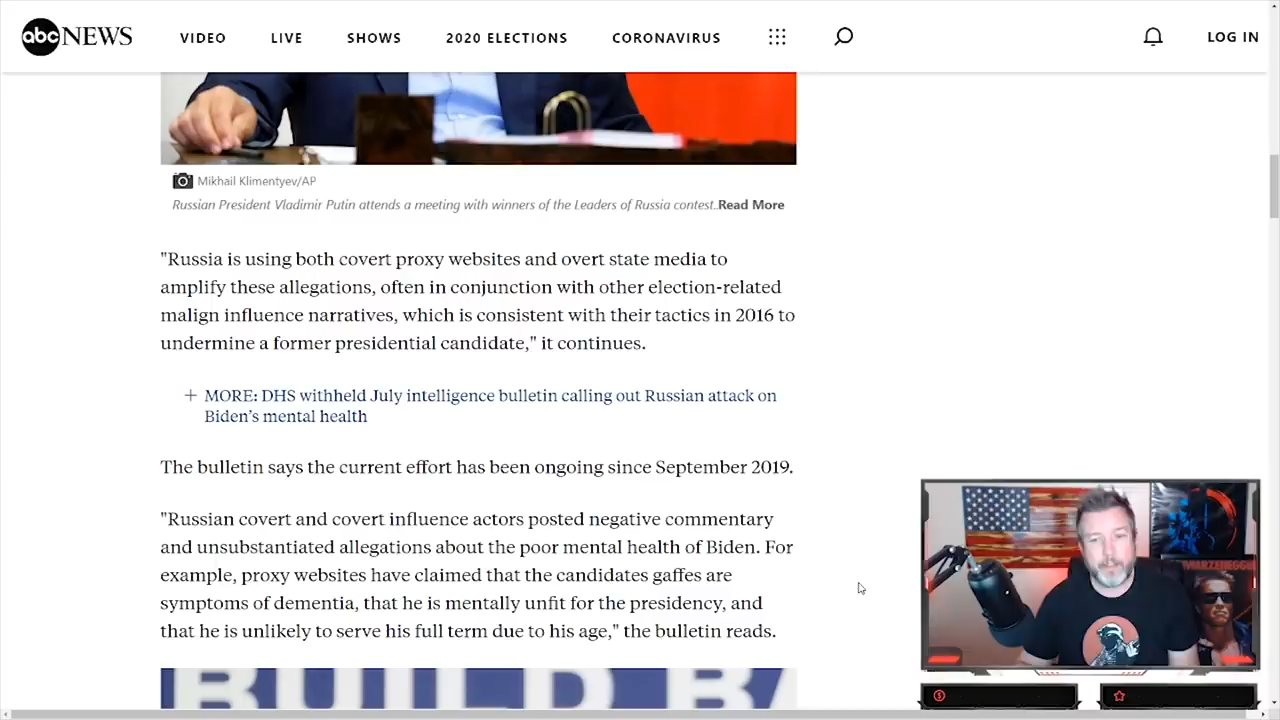 abc NEWS VIDEO LIVE SHOWS 2020 ELECTIONS CORONAVIRUS LOG IN
Mikhail Klimentyev/AP
Russian President Vladimir Putin attends a meeting with winners of the Leaders of Russia contest..Read More
"Russia is using both covert proxy websites and overt state media to
amplify these allegations, often in conjunction with other election-related
malign influence narratives, which is consistent with their tactics in 2016 to
undermine a former presidential candidate," it continues.
+ MORE: DHS withheld July intelligence bulletin calling out Russian attack on
Biden's mental health
The bulletin says the current effort has been ongoing since September 2019.
"Russian covert and covert influence actors posted negative commentary
and unsubstantiated allegations about the poor mental health of Biden. For
example, proxy websites have claimed that the candidates gaffes are
symptoms of dementia, that he is mentally unfit for the presidency, and
that he is unlikely to serve his full term due to his age," the bulletin reads.